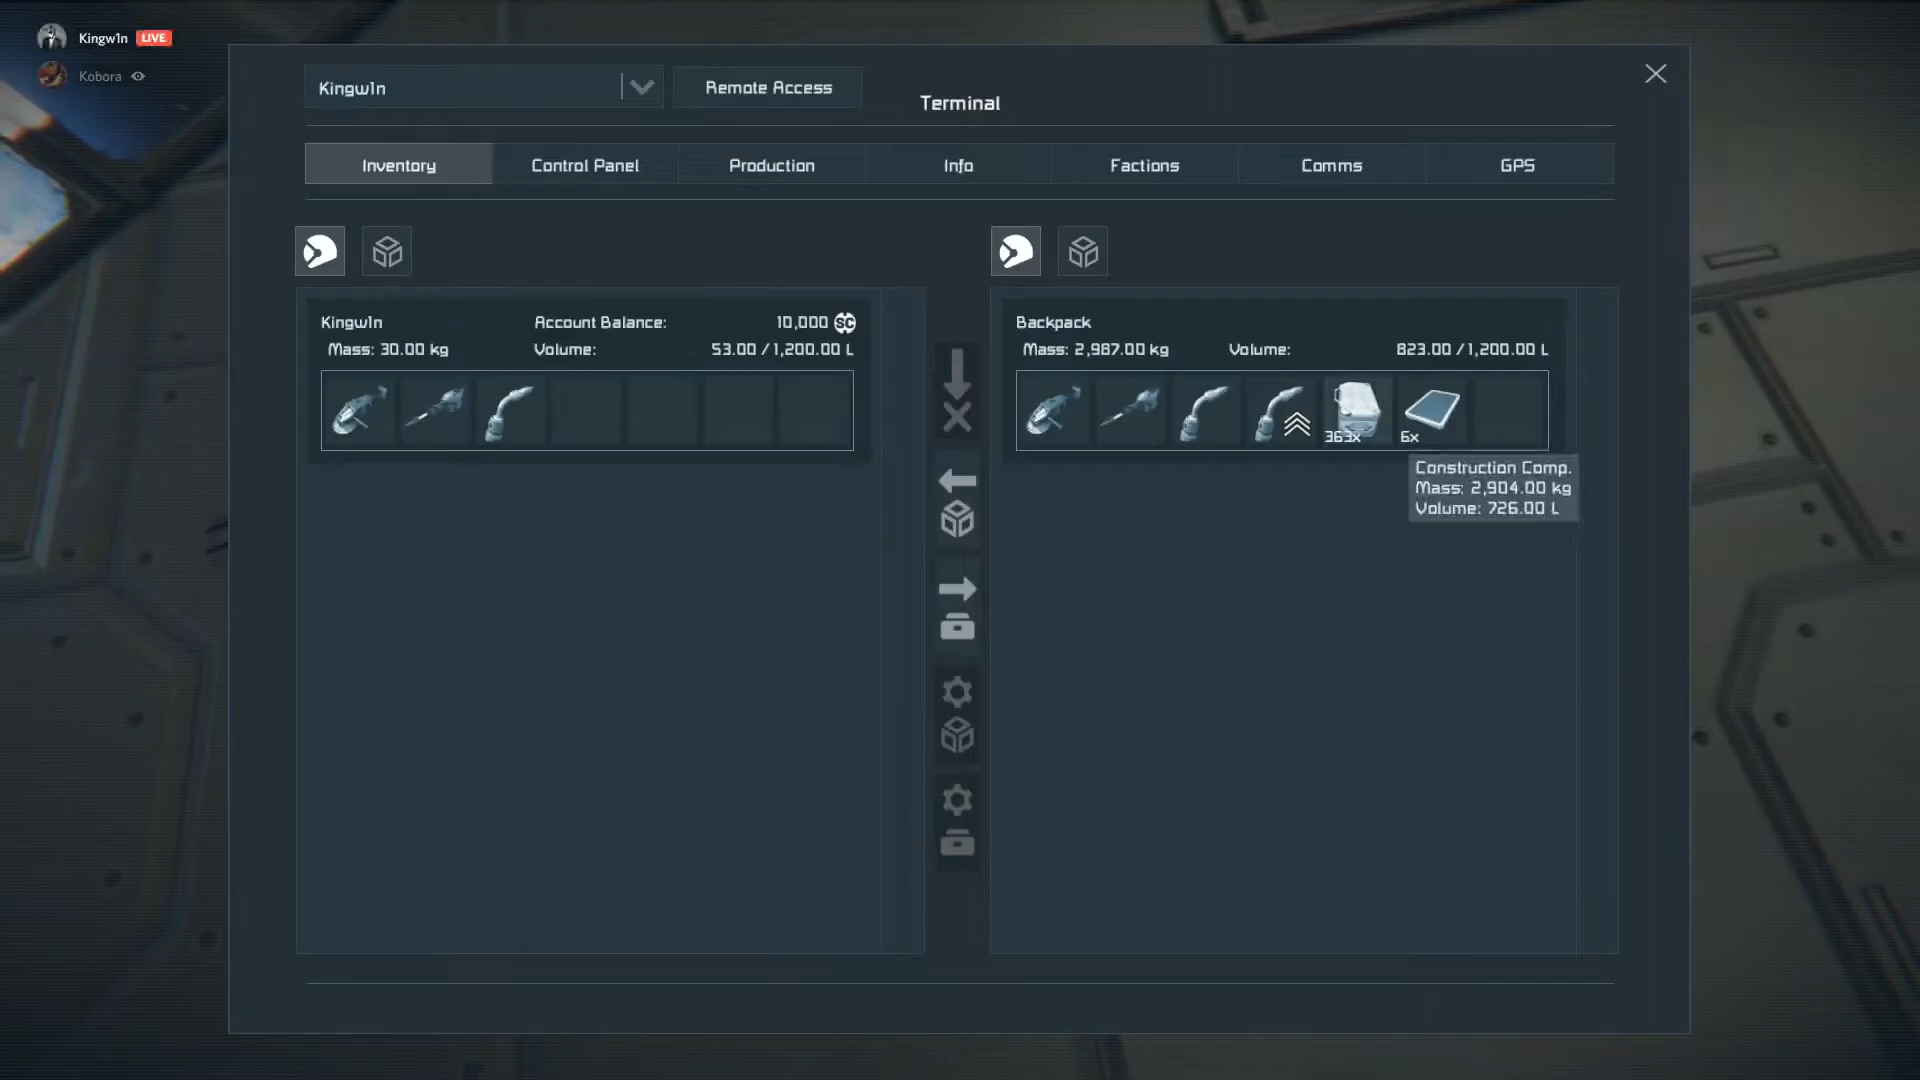 Kingw1n LIVE
Kobora
Kingw1n
Remote Access
Terminal
Inventory
Control Panel
Production
Info
Factions
Comms
GPS
Kingw1n
Account Balance:
10,000 SC
Mass: 30.00 kg
Volume:
53.00 / 1,200.00 L
Backpack
Mass: 2,987.00 kg
Volume:
823.00 / 1,200.00 L
363x
6x
Construction Comp.
Mass: 2,904.00 kg
Volume: 726.00 L